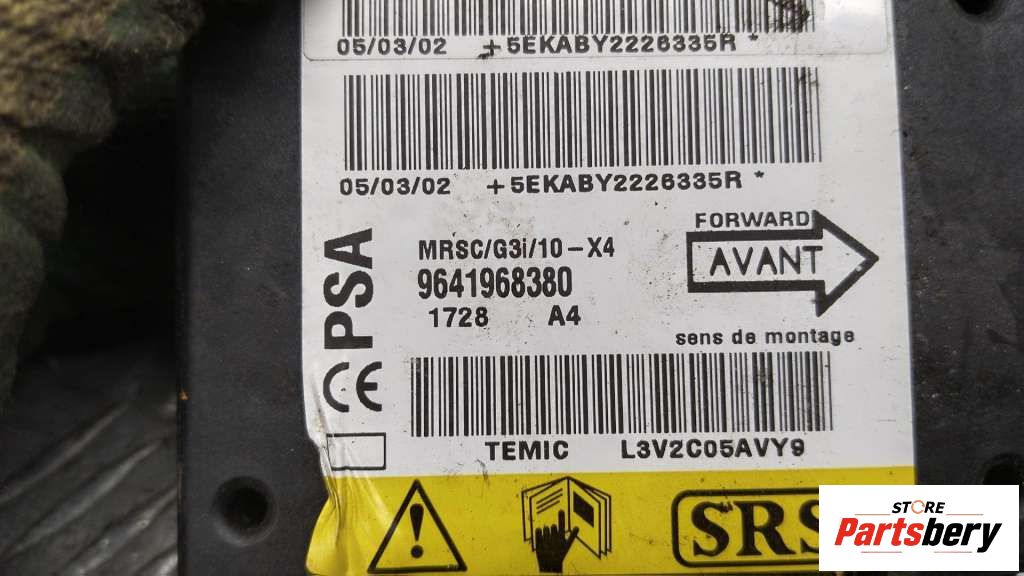 05/03/02 +5EKABY2226335R *
05/03/02 +5EKABY2226335R *
PSA
CE
MRSC/G3i/10-X4
9641968380
1728 A4
FORWARD
AVANT
sens de montage
TEMIC L3V2C05AVY9
!
SRS
STORE
Partsbery